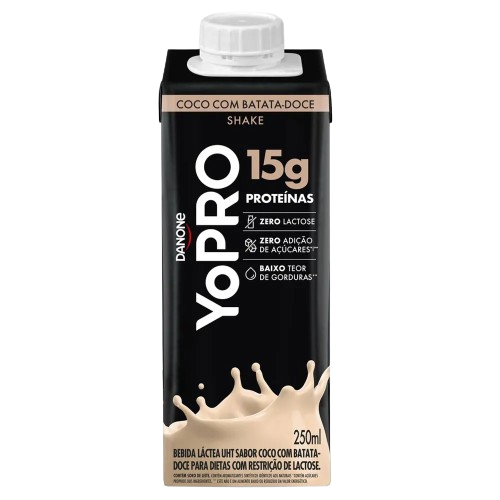 COCO COM BATATA-DOCE
SHAKE
DANONE
YoPRO
15g
PROTEÍNAS
ZERO LACTOSE
ZERO ADIÇÃO
DE AÇÚCARES*/**
BAIXO TEOR
DE GORDURAS**
250ml
BEBIDA LÁCTEA UHT SABOR COCO COM BATATA-
DOCE PARA DIETAS COM RESTRIÇÃO DE LACTOSE.